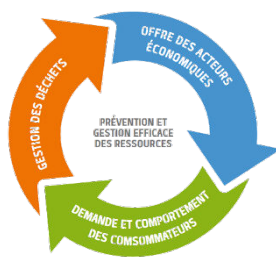 OFFRE DES ACTEURS
ÉCONOMIQUES
PRÉVENTION ET
GESTION EFFICACE
DES RESSOURCES
GESTION DES DÉCHETS
DEMANDE ET COMPORTEMENT
DES CONSOMMATEURS